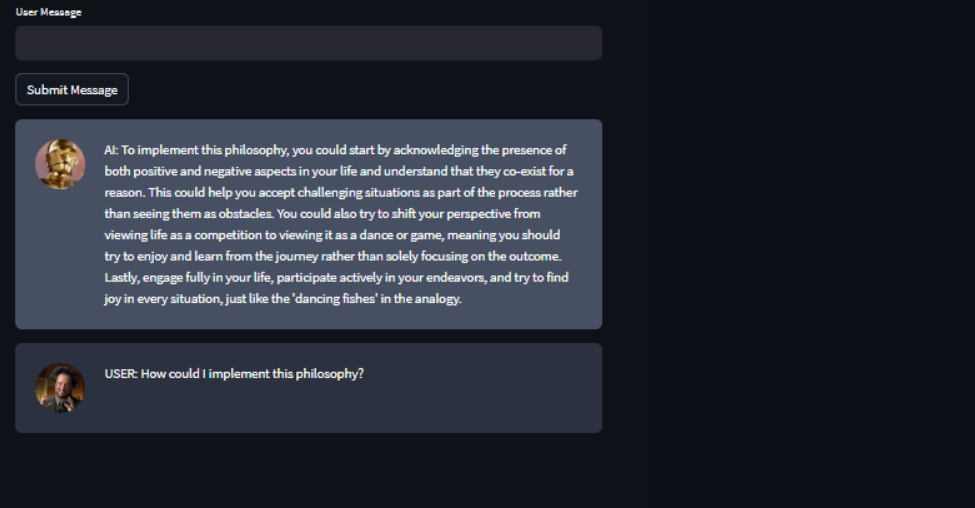 User Message
Submit Message
AI: To implement this philosophy, you could start by acknowledging the presence of
both positive and negative aspects in your life and understand that they co-exist for a
reason. This could help you accept challenging situations as part of the process rather
than seeing them as obstacles. You could also try to shift your perspective from
viewing life as a competition to viewing it as a dance or game, meaning you should
try to enjoy and learn from the journey rather than solely focusing on the outcome.
Lastly, engage fully in your life, participate actively in your endeavors, and try to find
joy in every situation, just like the 'dancing fishes' in the analogy.
USER: How could I implement this philosophy?